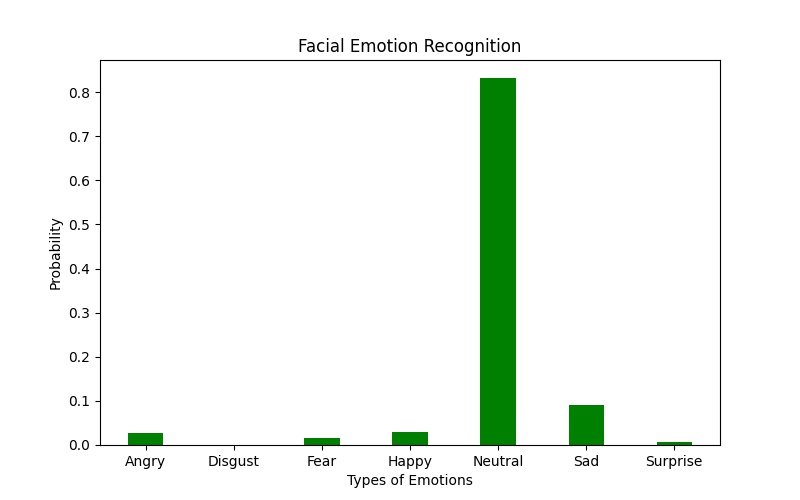 Facial Emotion Recognition
Probability
0.8
0.7
0.6
0.5
0.4
0.3
0.2
0.1
0.0
Angry Disgust Fear Happy Neutral Sad Surprise
Types of Emotions